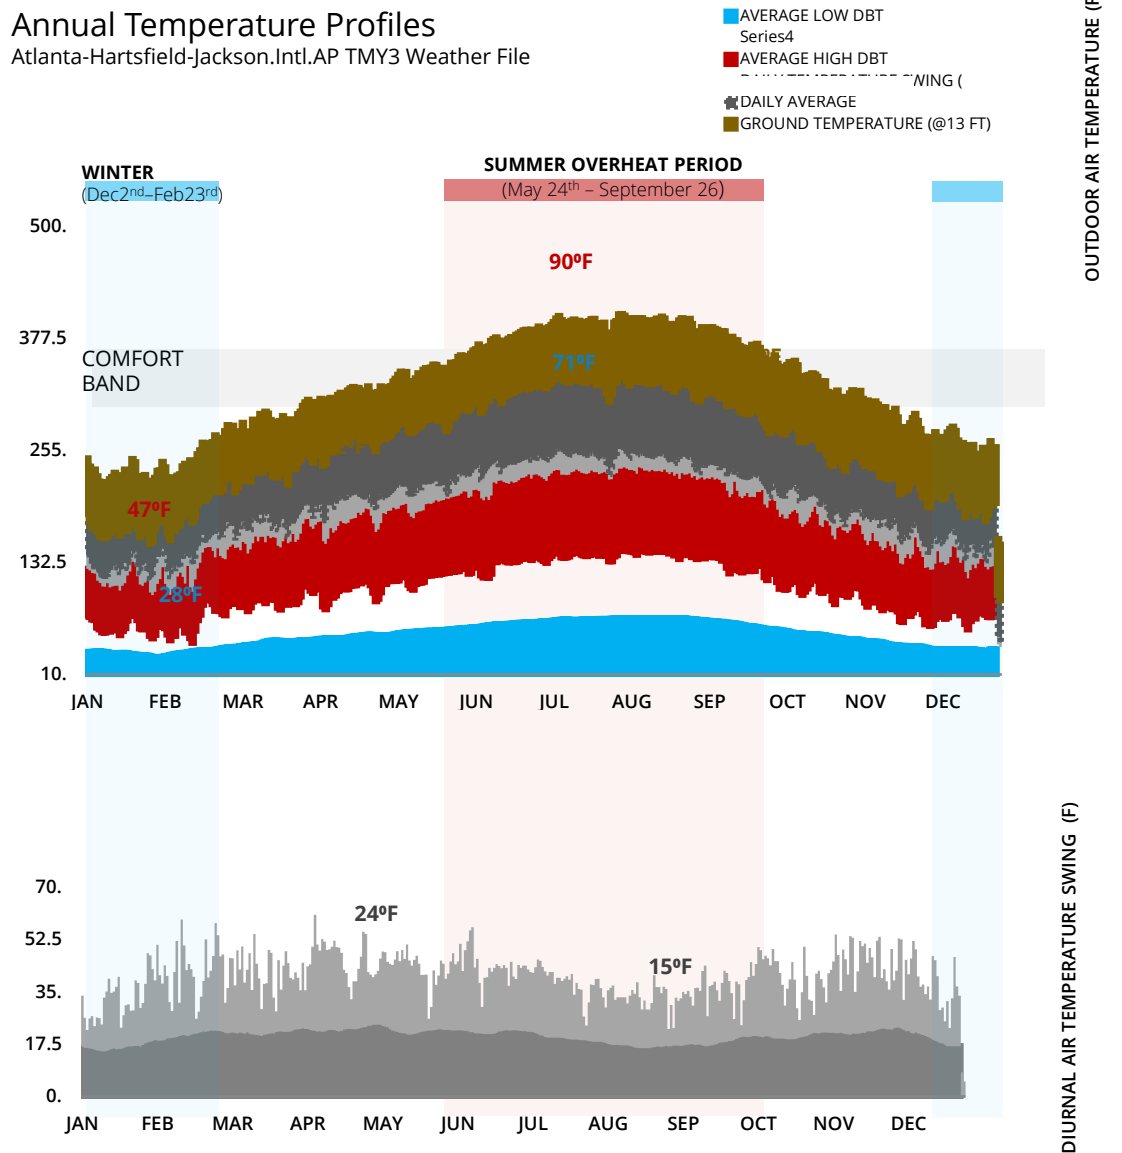 Annual Temperature Profiles
Atlanta-Hartsfield-Jackson.Intl.AP TMY3 Weather File
AVERAGE LOW DBT
Series4
AVERAGE HIGH DBT
DAILY TEMPERATURE SWING (
DAILY AVERAGE
GROUND TEMPERATURE (@13 FT)
OUTDOOR AIR TEMPERATURE
WINTER
(Dec2nd–Feb23rd)
SUMMER OVERHEAT PERIOD
(May 24th – September 26)
500.
90ºF
377.5
COMFORT
BAND
71ºF
255.
47ºF
132.5
28ºF
10.
JAN FEB MAR APR MAY JUN JUL AUG SEP OCT NOV DEC
DIURNAL AIR TEMPERATURE SWING (F)
70.
24ºF
52.5
15ºF
35.
17.5
0.
JAN FEB MAR APR MAY JUN JUL AUG SEP OCT NOV DEC